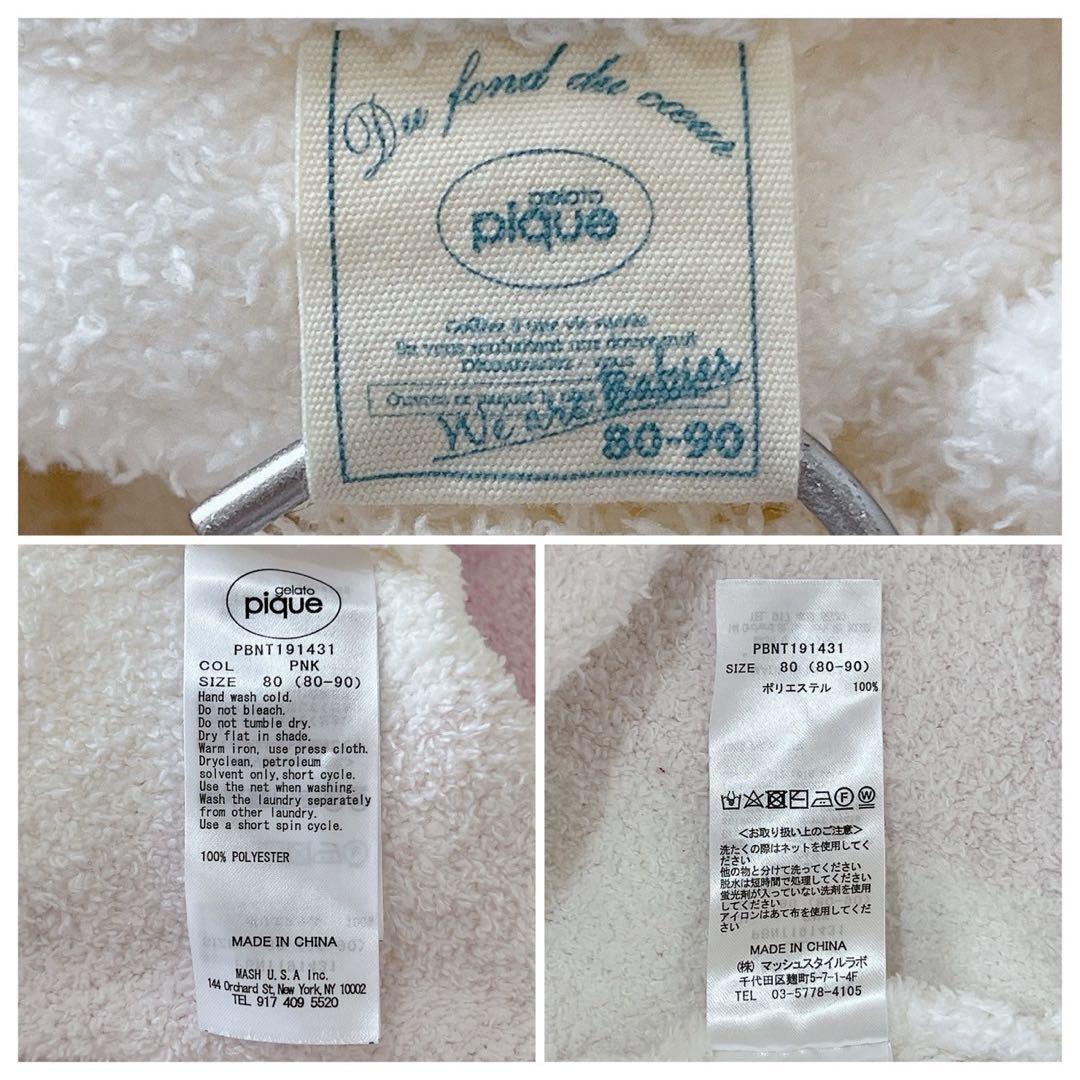 Du fond du cœur
gelato
pique
Goûtez à une vie sucrée
80-90
gelato
pique
PBNT191431
COL PNK
SIZE 80 (80-90)
Hand wash cold.
Do not bleach.
Do not tumble dry.
Dry flat in shade.
Warm iron, use press cloth.
Dryclean, petroleum
solvent only, short cycle.
Use the net when washing.
Wash the laundry separately
from other laundry.
Use a short spin cycle.
100% POLYESTER
MADE IN CHINA
MASH U.S.A Inc.
144 Orchard St, New York, NY 10002
TEL 917 409 5520
PBNT191431
SIZE 80 (80-90)
ポリエステル 100%
<お取り扱い上のご注意>
洗たくの際はネットを使用してく
ださい
他の物と分けて洗ってください
脱水は短時間で処理してください
蛍光剤が入っていない洗剤を使用
してください
アイロンはあて布を使用してくだ
さい
MADE IN CHINA
(株) マッシュスタイルラボ
千代田区麹町5-7-1-4F
TEL 03-5778-4105